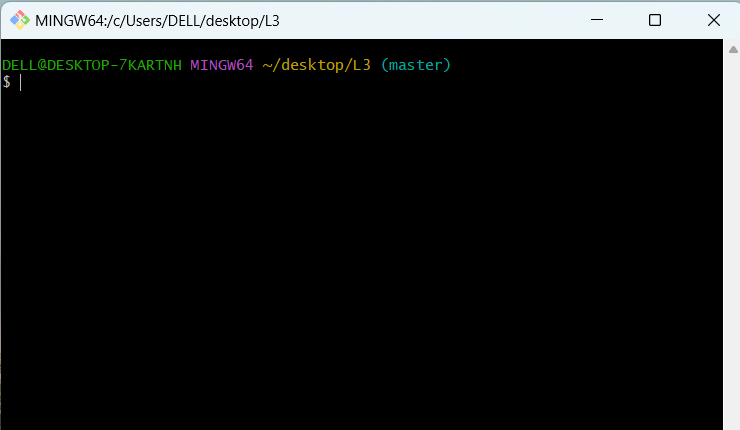 MINGW64:/c/Users/DELL/desktop/L3
DELL@DESKTOP-7KARTNH MINGW64 ~/desktop/L3 (master)
$